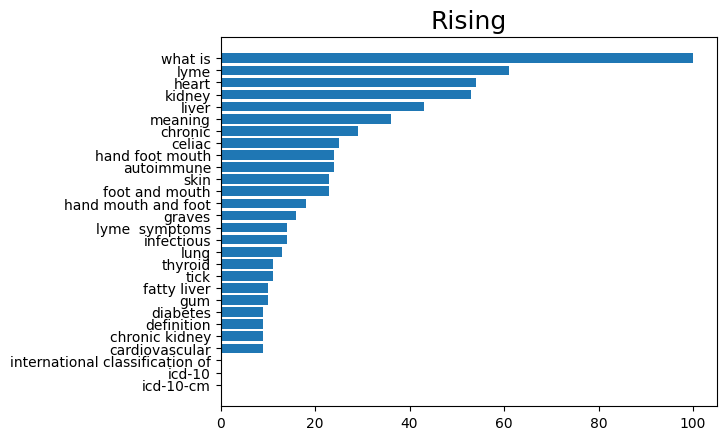 Rising
what is
lyme
heart
kidney
liver
meaning
chronic
celiac
hand foot mouth
autoimmune
skin
foot and mouth
hand mouth and foot
graves
lyme  symptoms
infectious
lung
thyroid
tick
fatty liver
gum
diabetes
definition
chronic kidney
cardiovascular
international classification of
icd-10
icd-10-cm
0 20 40 60 80 100